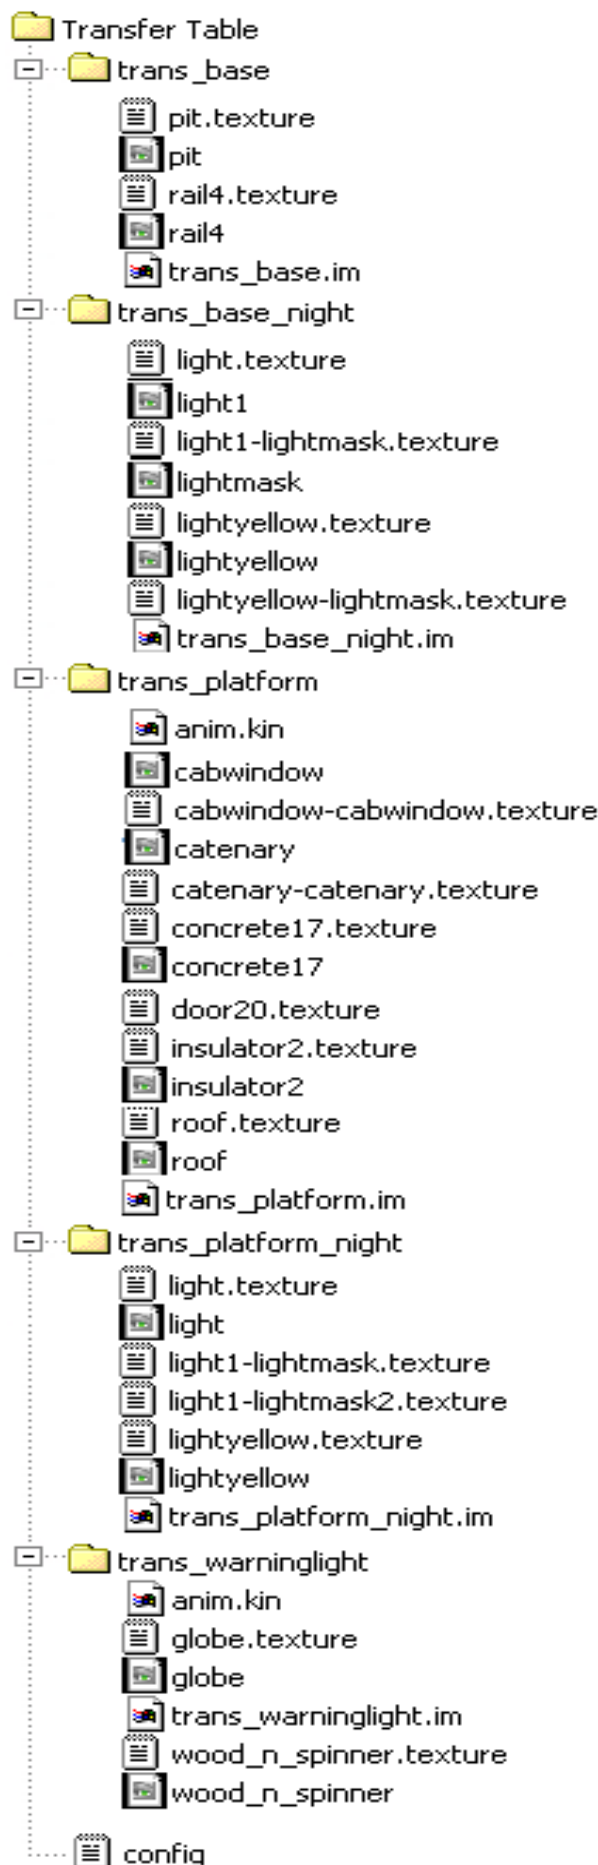 Transfer Table
trans_base
pit.texture
pit
rail4.texture
rail4
trans_base.im
trans_base_night
light.texture
light1
light1-lightmask.texture
lightmask
lightyellow.texture
lightyellow
lightyellow-lightmask.texture
trans_base_night.im
trans_platform
anim.kin
cabwindow
cabwindow-cabwindow.texture
catenary
catenary-catenary.texture
concrete17.texture
concrete17
door20.texture
insulator2.texture
insulator2
roof.texture
roof
trans_platform.im
trans_platform_night
light.texture
light
light1-lightmask.texture
light1-lightmask2.texture
lightyellow.texture
lightyellow
trans_platform_night.im
trans_warninglight
anim.kin
globe.texture
globe
trans_warninglight.im
wood_n_spinner.texture
wood_n_spinner
config